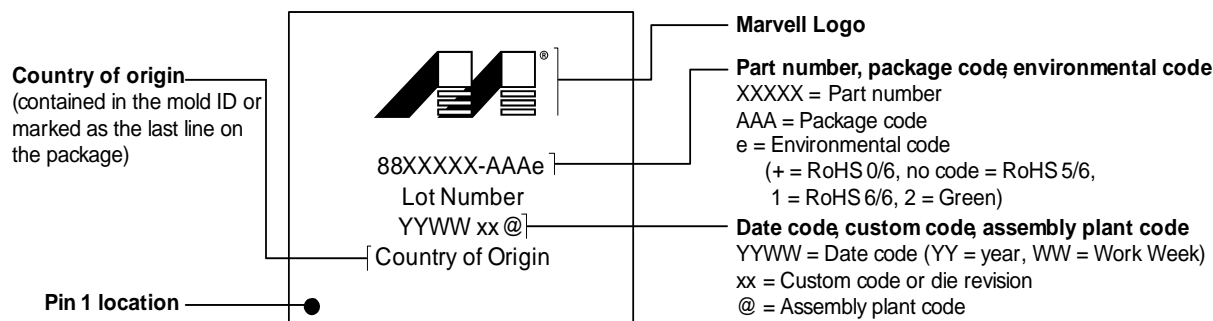 Country of origin
(contained in the mold ID or
marked as the last line on
the package)
Pin 1 location
®
88XXXXX-AAAe
Lot Number
YYWW xx @
Country of Origin
Marvell Logo
Part number, package code, environmental code
XXXXX = Part number
AAA = Package code
e = Environmental code
(+ = RoHS 0/6, no code = RoHS 5/6,
1 = RoHS 6/6, 2 = Green)
Date code, custom code, assembly plant code
YYWW = Date code (YY = year, WW = Work Week)
xx = Custom code or die revision
@ = Assembly plant code